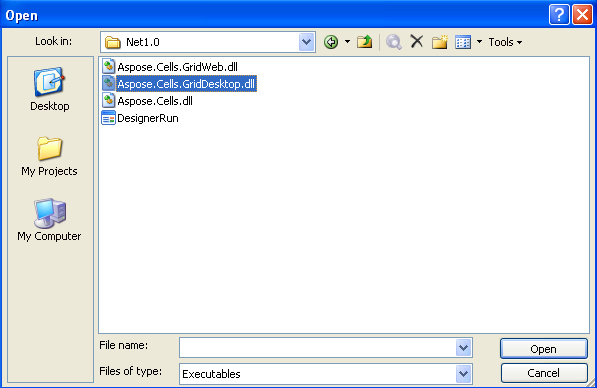 Open
Look in:
Net1.0
Tools
Desktop
My Projects
My Computer
Aspose.Cells.GridWeb.dll
Aspose.Cells.GridDesktop.dll
Aspose.Cells.dll
DesignerRun
File name:
Open
Files of type:
Executables
Cancel